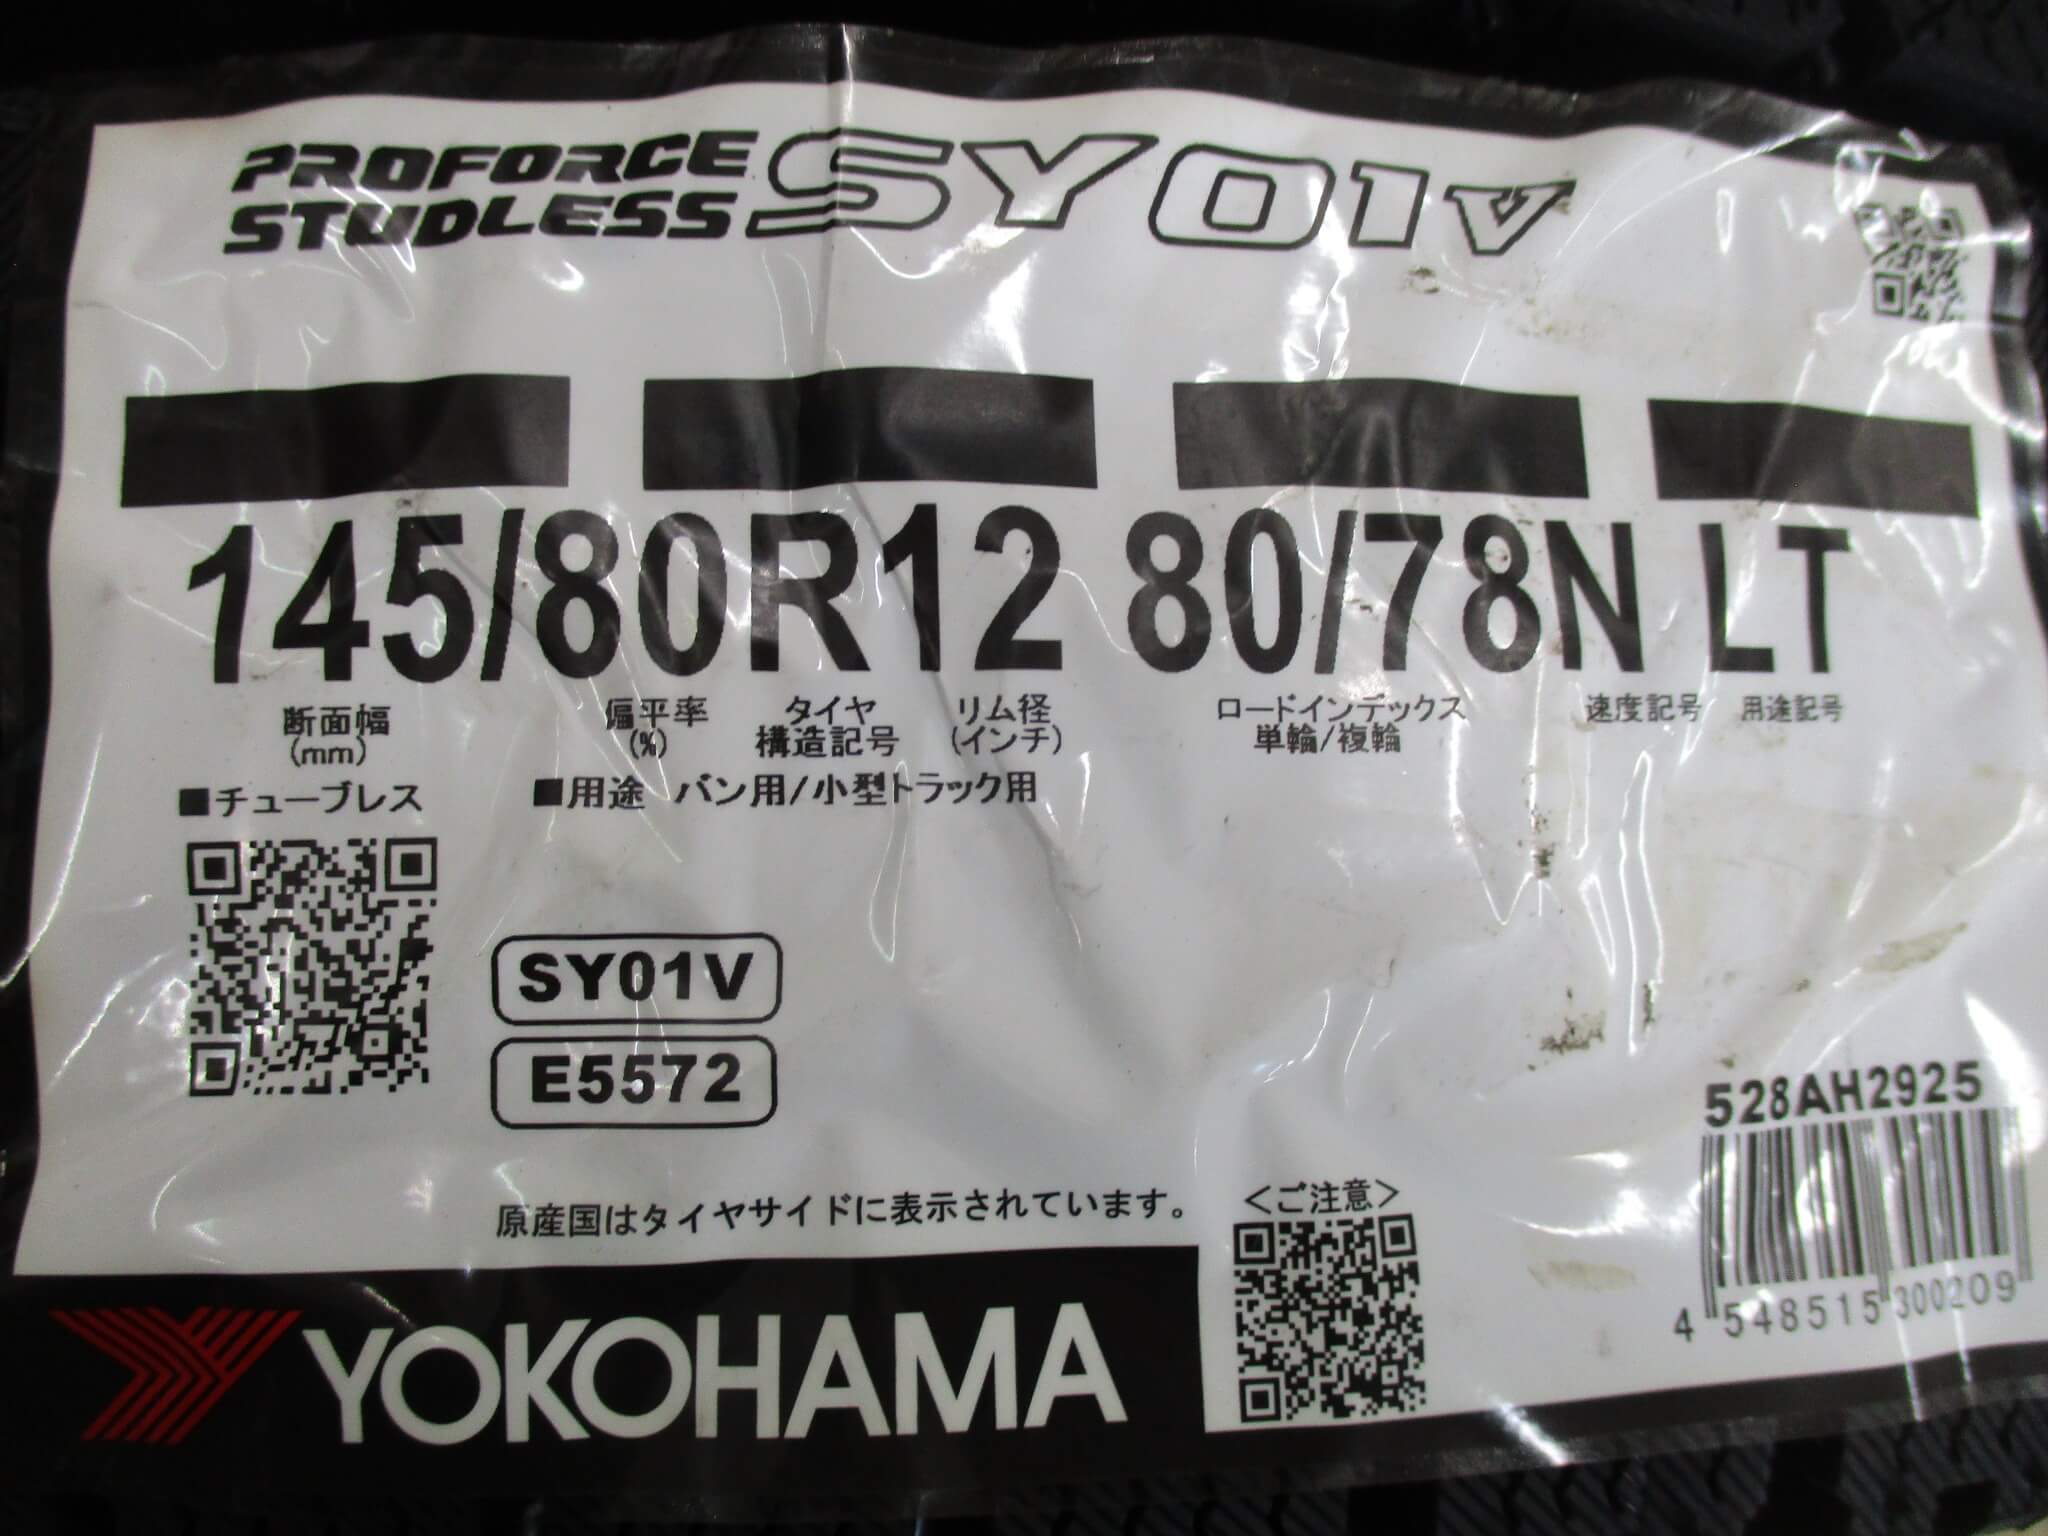 PROFORCE
STUDLESS SY01V
145/80R12 80/78N LT
断面幅
(mm)
偏平率
(%)
タイヤ
構造記号
リム径
(インチ)
ロードインデックス
単輪/複輪
速度記号
用途記号
■チューブレス
■用途 バン用/小型トラック用
SY01V
E5572
528AH2925
4 548515 300209
原産国はタイヤサイドに表示されています。
<ご注意>
YOKOHAMA